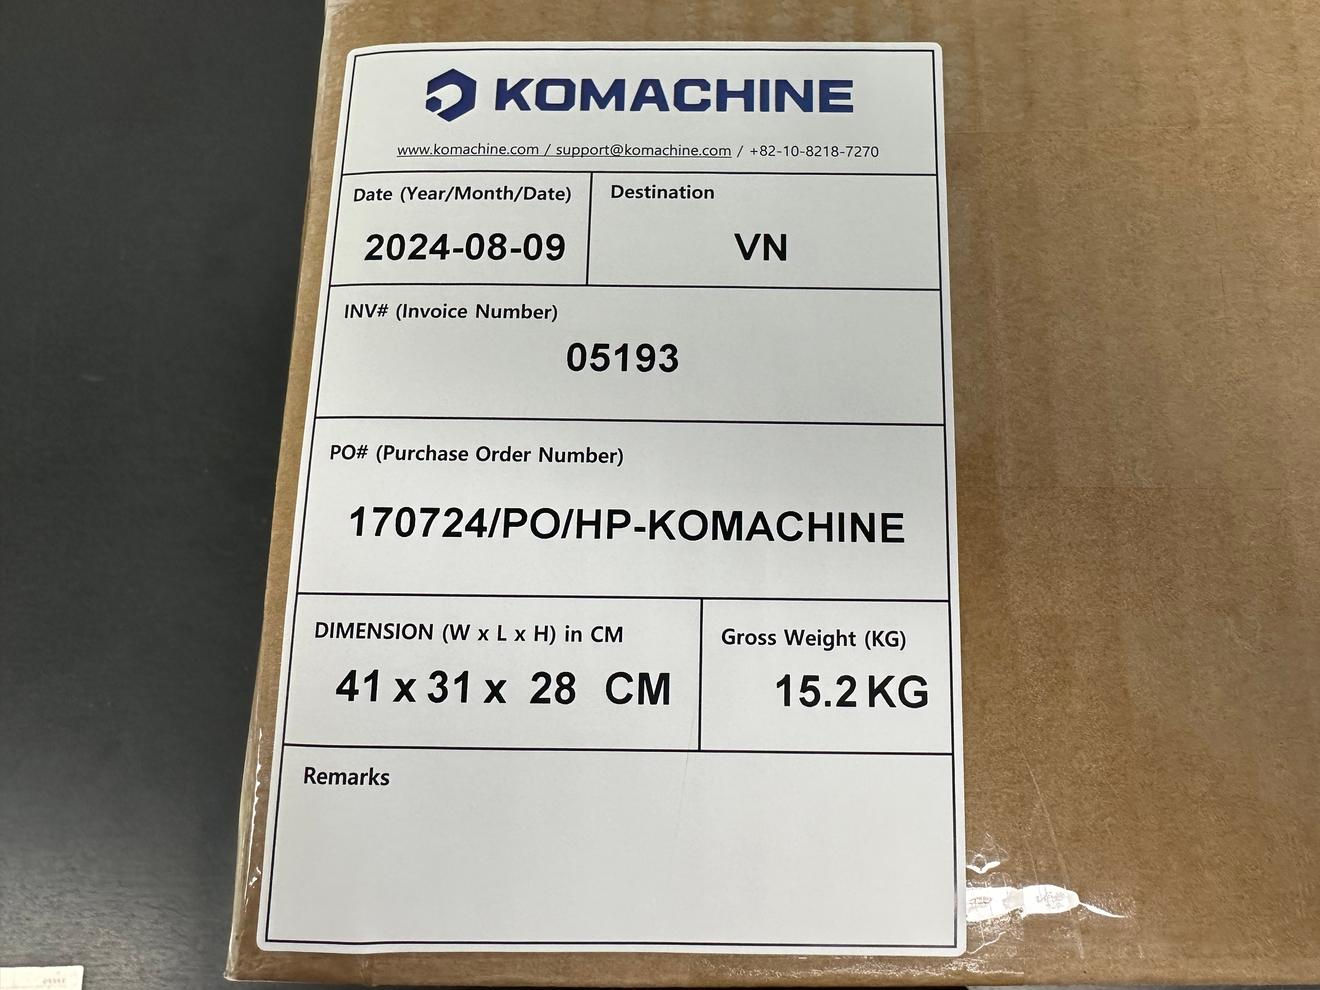 KOMACHINE
www.komachine.com / support@komachine.com / +82-10-8218-7270
Date (Year/Month/Date)
2024-08-09
Destination
VN
INV# (Invoice Number)
05193
PO# (Purchase Order Number)
170724/PO/HP-KOMACHINE
DIMENSION (W x L x H) in CM
41 x 31 x 28 CM
Gross Weight (KG)
15.2 KG
Remarks